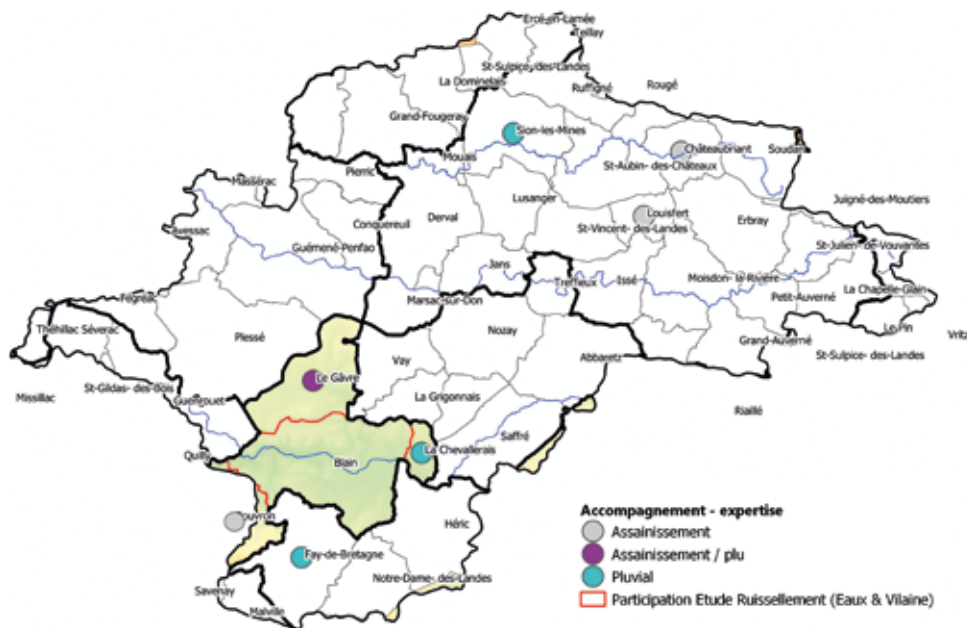 Ercé-en-Lamée
Teillay
St-Sulpice-des-Landes
La Dominelais
Ruffigné
Rougé
Grand-Fougeray
Sion-les-Mines
Châteaubriant
Soudan
Mouais
St-Aubin- des-Châteaux
Pierric
Massérac
Lusanger
Juigné-des-Moutiers
Conquereuil
Derval
Louisfert
Erbray
Avessac
St-Vincent- des-Landes
Guémené-Penfao
St-Julien- de-Vouvantes
Jans
Treffieux
Issé
Moisdon- la-Rivière
La Chapelle-Glain
Fégréac
Marsac-sur-Don
Petit-Auverné
Théhillac Séverac
Plessé
Nozay
Le Pin
Vritz
Grand-Auverné
Vay
Abbaretz
St-Sulpice- des-Landes
Le Gâvre
St-Gildas- des-Bois
Missillac
La Grigonnais
Guenrouet
Riaillé
Saffré
Quilly
Blain
La Chevallerais
Héric
Fay-de-Bretagne
Notre-Dame- des-Landes
Savenay
Malville
Accompagnement - expertise
Assainissement
Assainissement / plu
Pluvial
Participation Etude Ruissellement (Eaux & Vilaine)